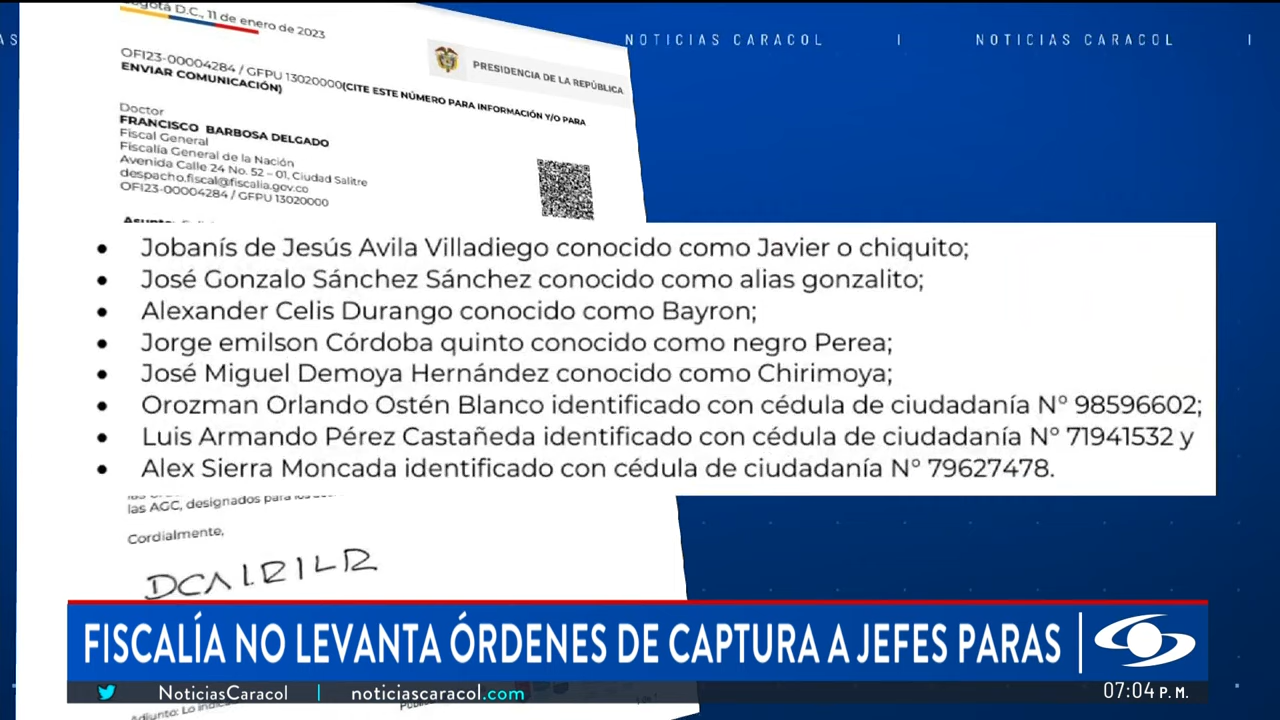 Bogotá D.C., 11 de enero de 2023
NOTICIAS CARACOL | NOTICIAS CARACOL |
OFI23-00004284 / GFPU 13020000(CITE ESTE NÚMERO PARA INFORMACIÓN Y/O PARA
ENVIAR COMUNICACIÓN)
PRESIDENCIA DE LA REPÚBLICA
Doctor
FRANCISCO BARBOSA DELGADO
Fiscal General
Fiscalía General de la Nación
Avenida Calle 24 No. 52 – 01, Ciudad Salitre
despacho.fiscal@fiscalia.gov.co
OFI23-00004284 / GFPU 13020000
• Jobanís de Jesús Avila Villadiego conocido como Javier o chiquito;
• José Gonzalo Sánchez Sánchez conocido como alias gonzalito;
• Alexander Celis Durango conocido como Bayron;
• Jorge emilson Córdoba quinto conocido como negro Perea;
• José Miguel Demoya Hernández conocido como Chirimoya;
• Orozman Orlando Ostén Blanco identificado con cédula de ciudadanía N° 98596602;
• Luis Armando Pérez Castañeda identificado con cédula de ciudadanía N° 71941532 y
• Alex Sierra Moncada identificado con cédula de ciudadanía N° 79627478.
las AGC, designados para los
Cordialmente,
FISCALÍA NO LEVANTA ÓRDENES DE CAPTURA A JEFES PARAS
NoticiasCaracol | noticiascaracol.com
07:04 P. M.